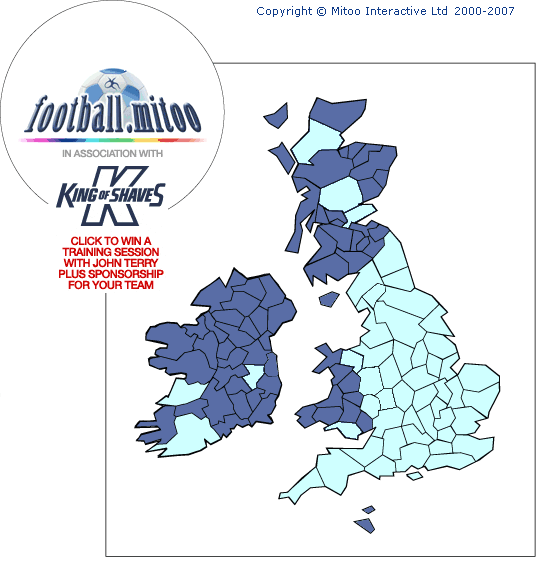 Copyright © Mitoo Interactive Ltd 2000-2007
football.mitoo
IN ASSOCIATION WITH
K
KING OF SHAVES
CLICK TO WIN A
TRAINING SESSION
WITH JOHN TERRY
PLUS SPONSORSHIP
FOR YOUR TEAM